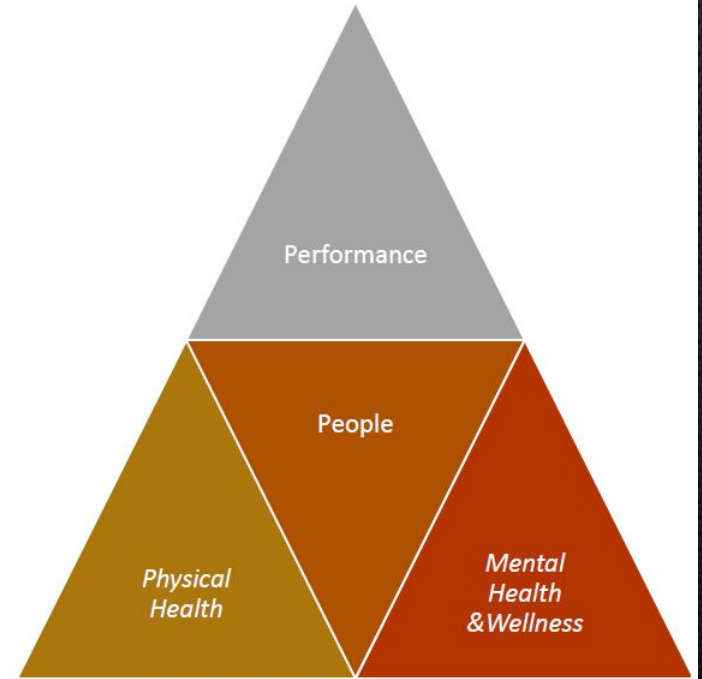 Performance
People
Physical
Health
Mental
Health
&Wellness